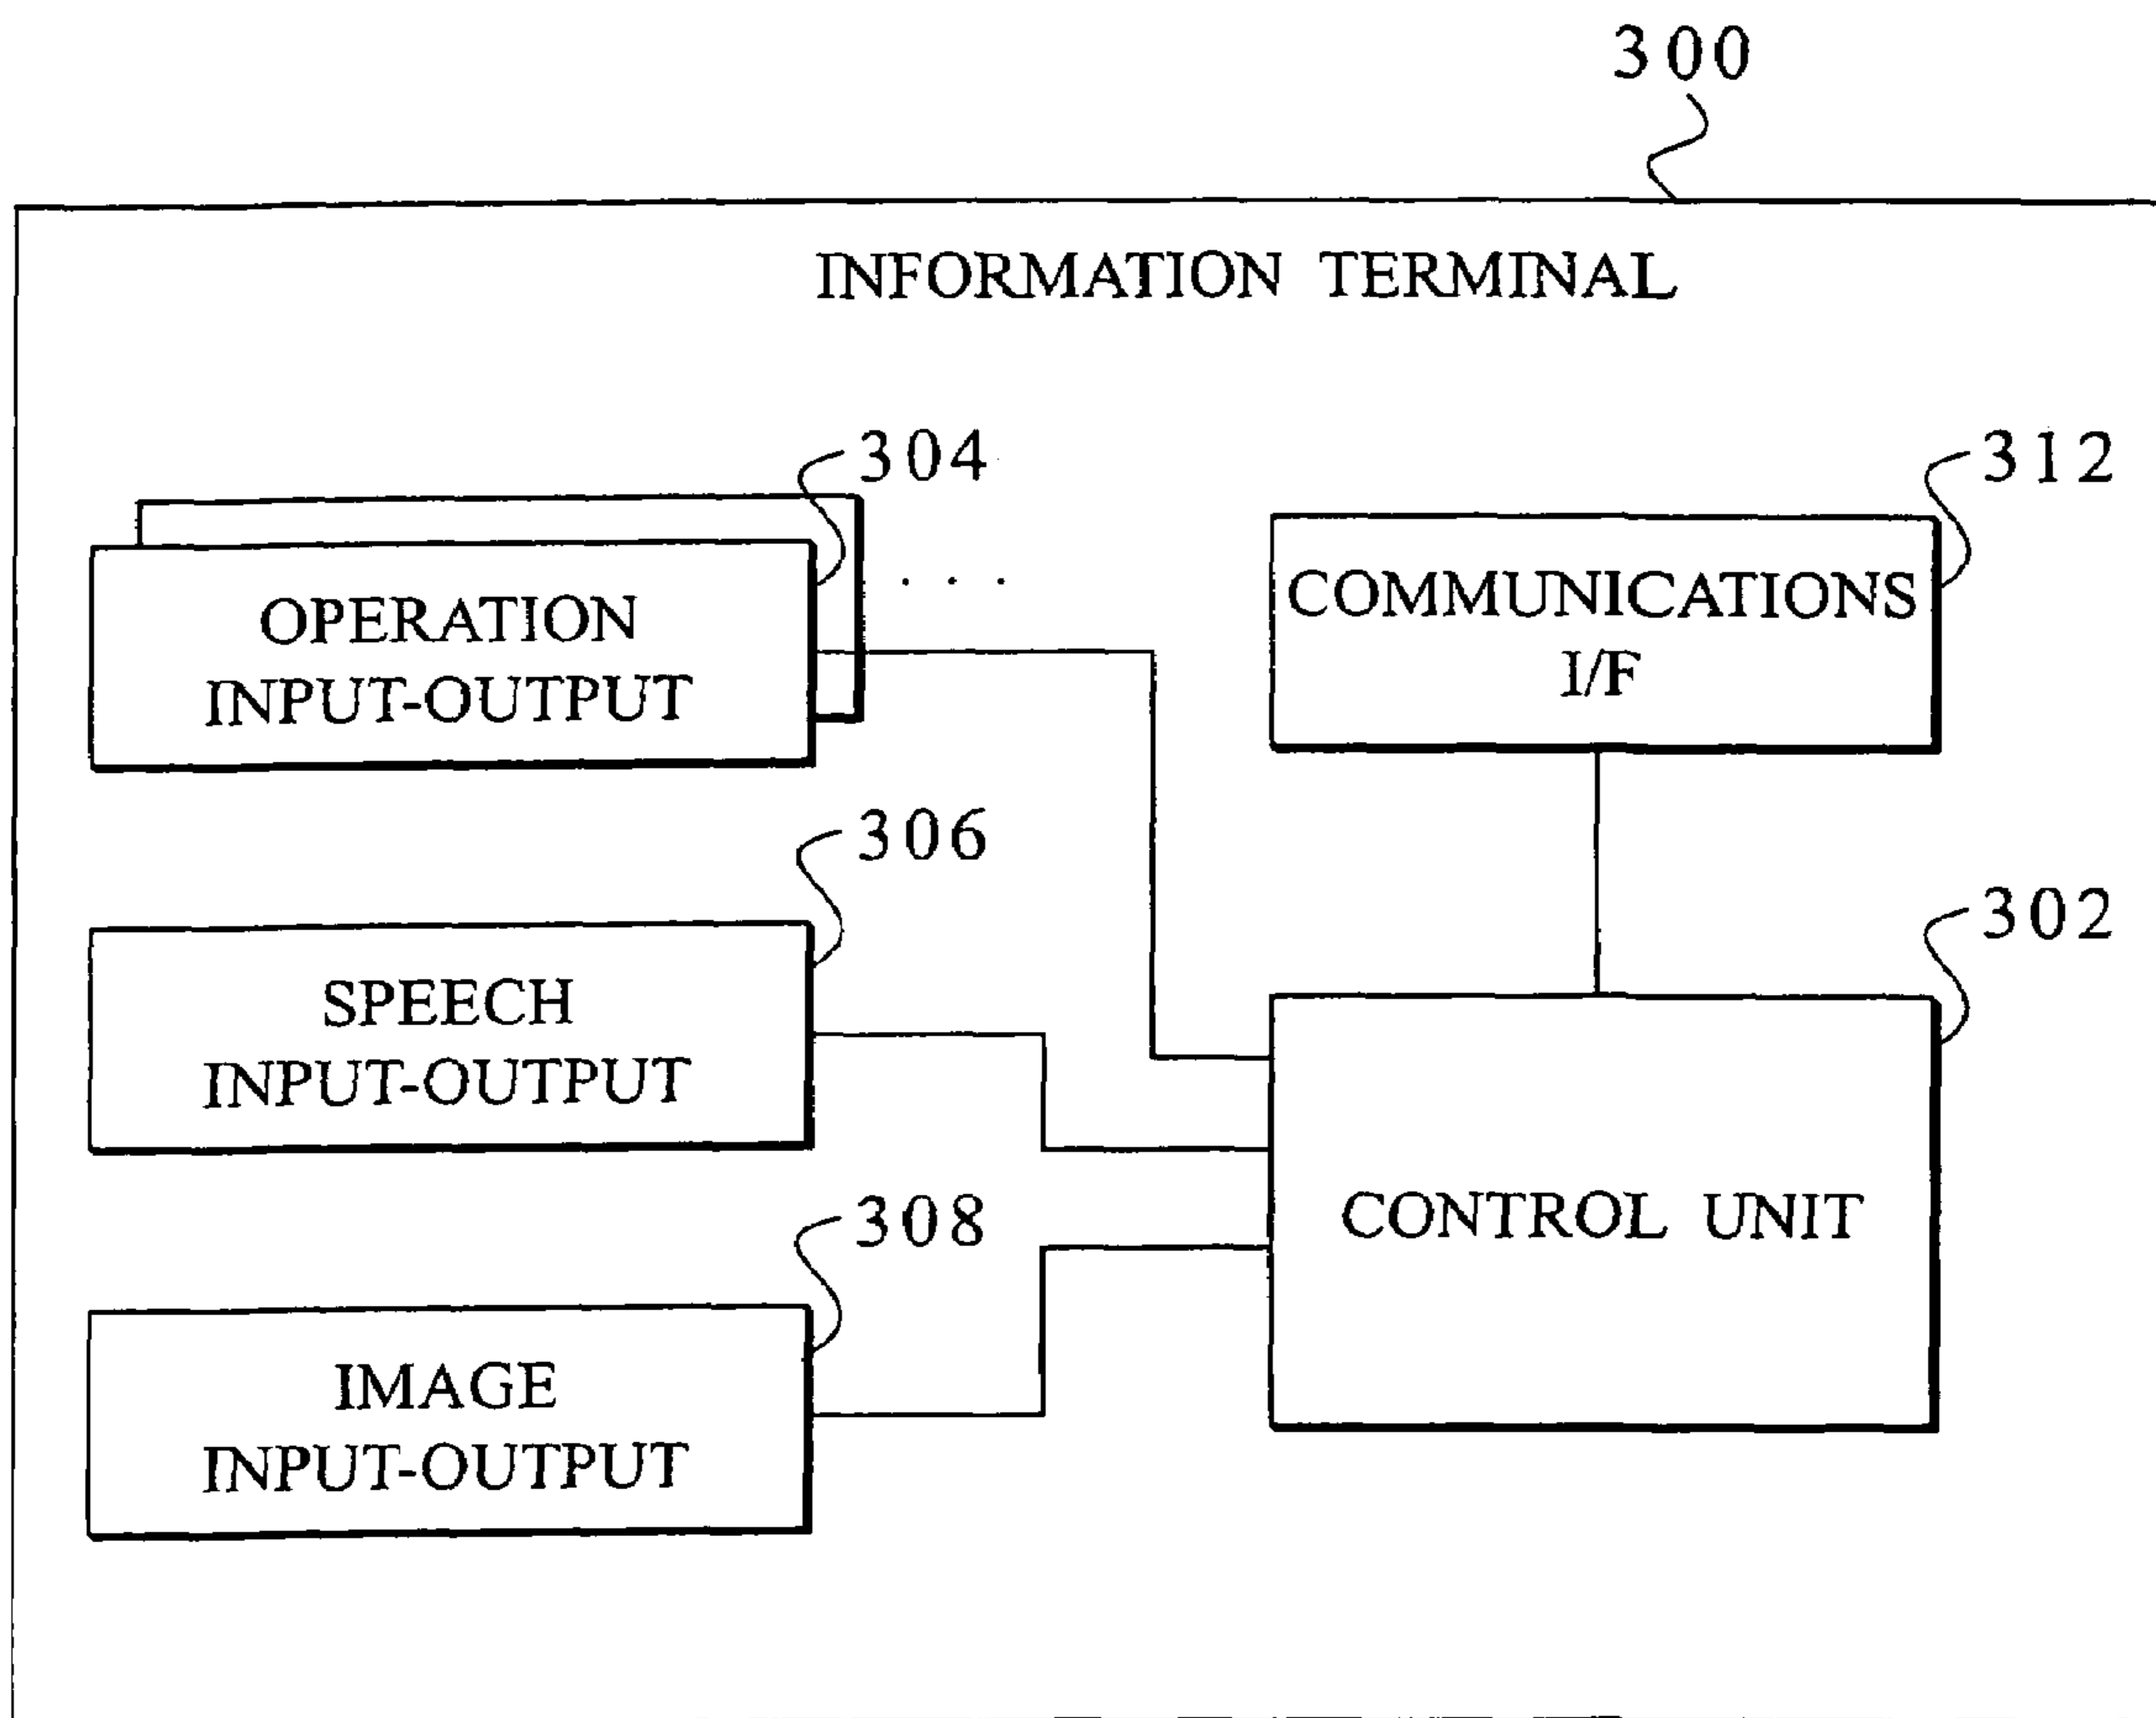 300
INFORMATION TERMINAL
304
312
OPERATION
INPUT-OUTPUT
. . .
COMMUNICATIONS
I/F
306
302
SPEECH
INPUT-OUTPUT
CONTROL UNIT
308
IMAGE
INPUT-OUTPUT